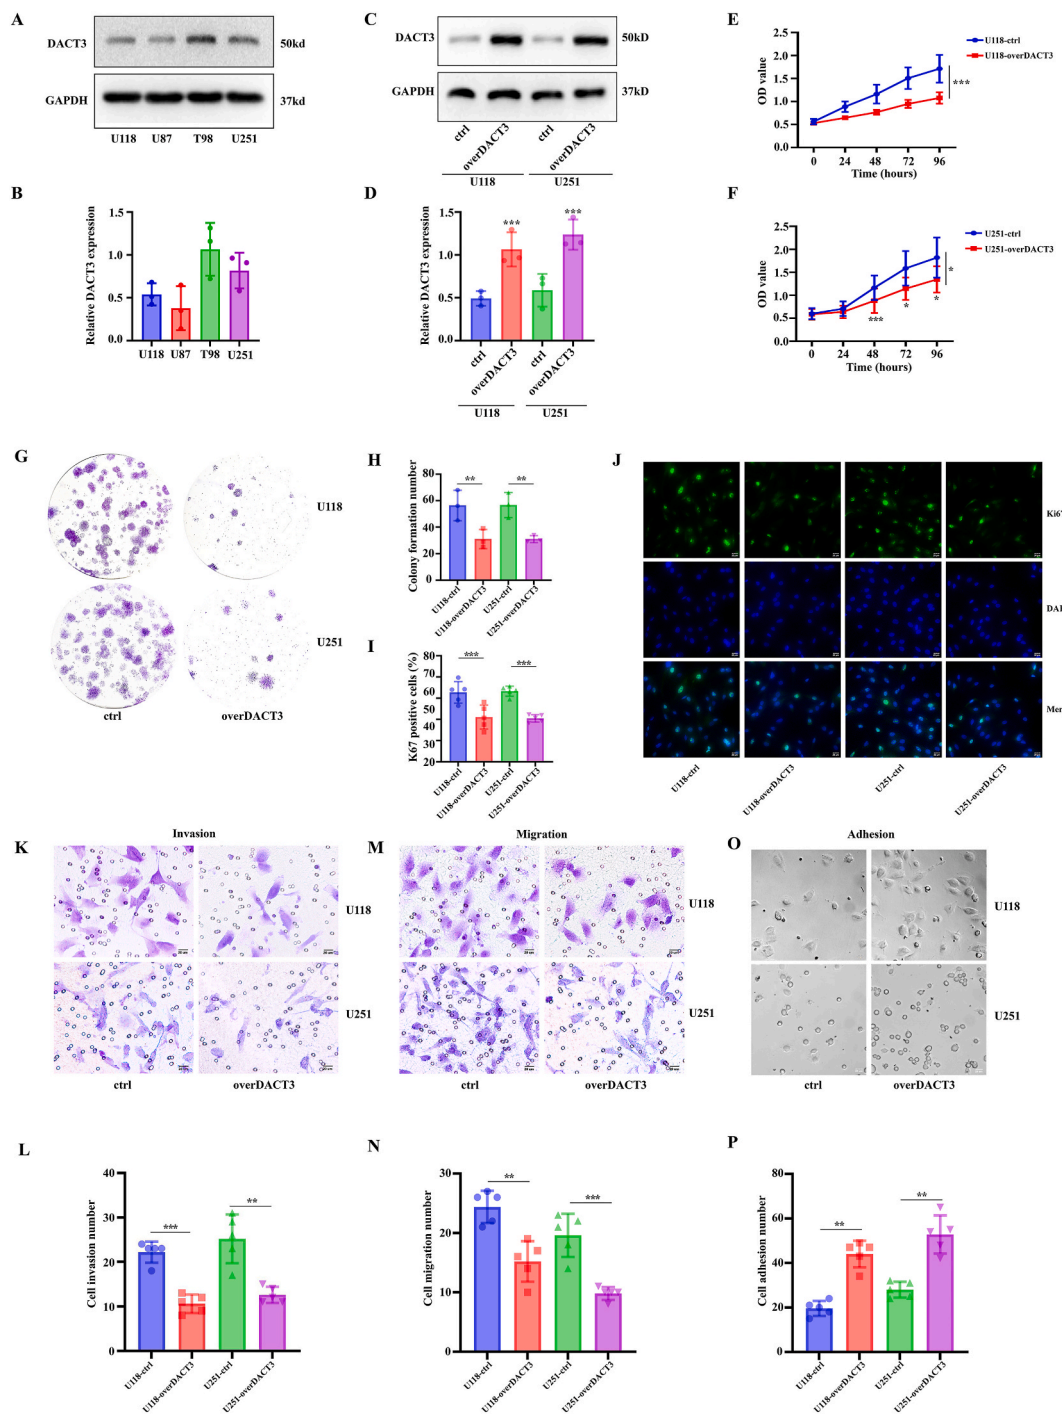 A
DACT3
50kd
GAPDH
37kd
U118 U87 T98 U251
C
DACT3
50kD
GAPDH
37kD
ctrl overDACT3 ctrl overDACT3
U118 U251
E
OD value
2.5
2.0
1.5
1.0
0.5
0.0
0 24 48 72 96
Time (hours)
U118-ctrl
U118-overDACT3
***
B
Relative DACT3 expression
1.5
1.0
0.5
0.0
U118 U87 T98 U251
D
Relative DACT3 expression
1.5
1.0
0.5
0.0
*** ***
ctrl overDACT3 ctrl overDACT3
U118 U251
F
OD value
2.5
2.0
1.5
1.0
0.5
0.0
0 24 48 72 96
Time (hours)
U251-ctrl
U251-overDACT3
*
*** * *
G
U118
U251
ctrl overDACT3
H
Colony formation number
80
60
40
20
0
** **
U118-ctrl U118-overDACT3 U251-ctrl U251-overDACT3
I
K67 positive cells (%)
100
80
60
40
20
*** ***
U118-ctrl U118-overDACT3 U251-ctrl U251-overDACT3
J
Ki67
DAI
Mer
U118-ctrl U118-overDACT3 U251-ctrl U251-overDACT3
Invasion
K
U118
U251
ctrl overDACT3
Migration
M
U118
U251
ctrl overDACT3
Adhesion
O
U118
U251
ctrl overDACT3
L
Cell invasion number
40
30
20
10
0
*** **
U118-ctrl U118-overDACT3 U251-ctrl U251-overDACT3
N
Cell migration number
30
20
10
0
** ***
U118-ctrl U118-overDACT3 U251-ctrl U251-overDACT3
P
Cell adhesion number
80
60
40
20
0
** **
U118-ctrl U118-overDACT3 U251-ctrl U251-overDACT3